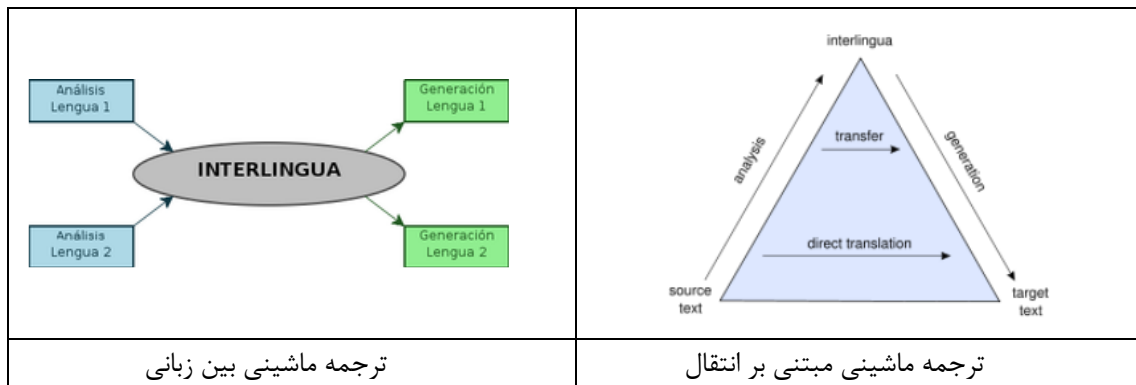 Análisis
Lengua 1
Generación
Lengua 1
INTERLINGUA
Análisis
Lengua 2
Generación
Lengua 2
interlingua
analysis
transfer
generation
direct translation
source
text
target
text
ترجمه ماشینی بین زبانی
ترجمه ماشینی مبتنی بر انتقال